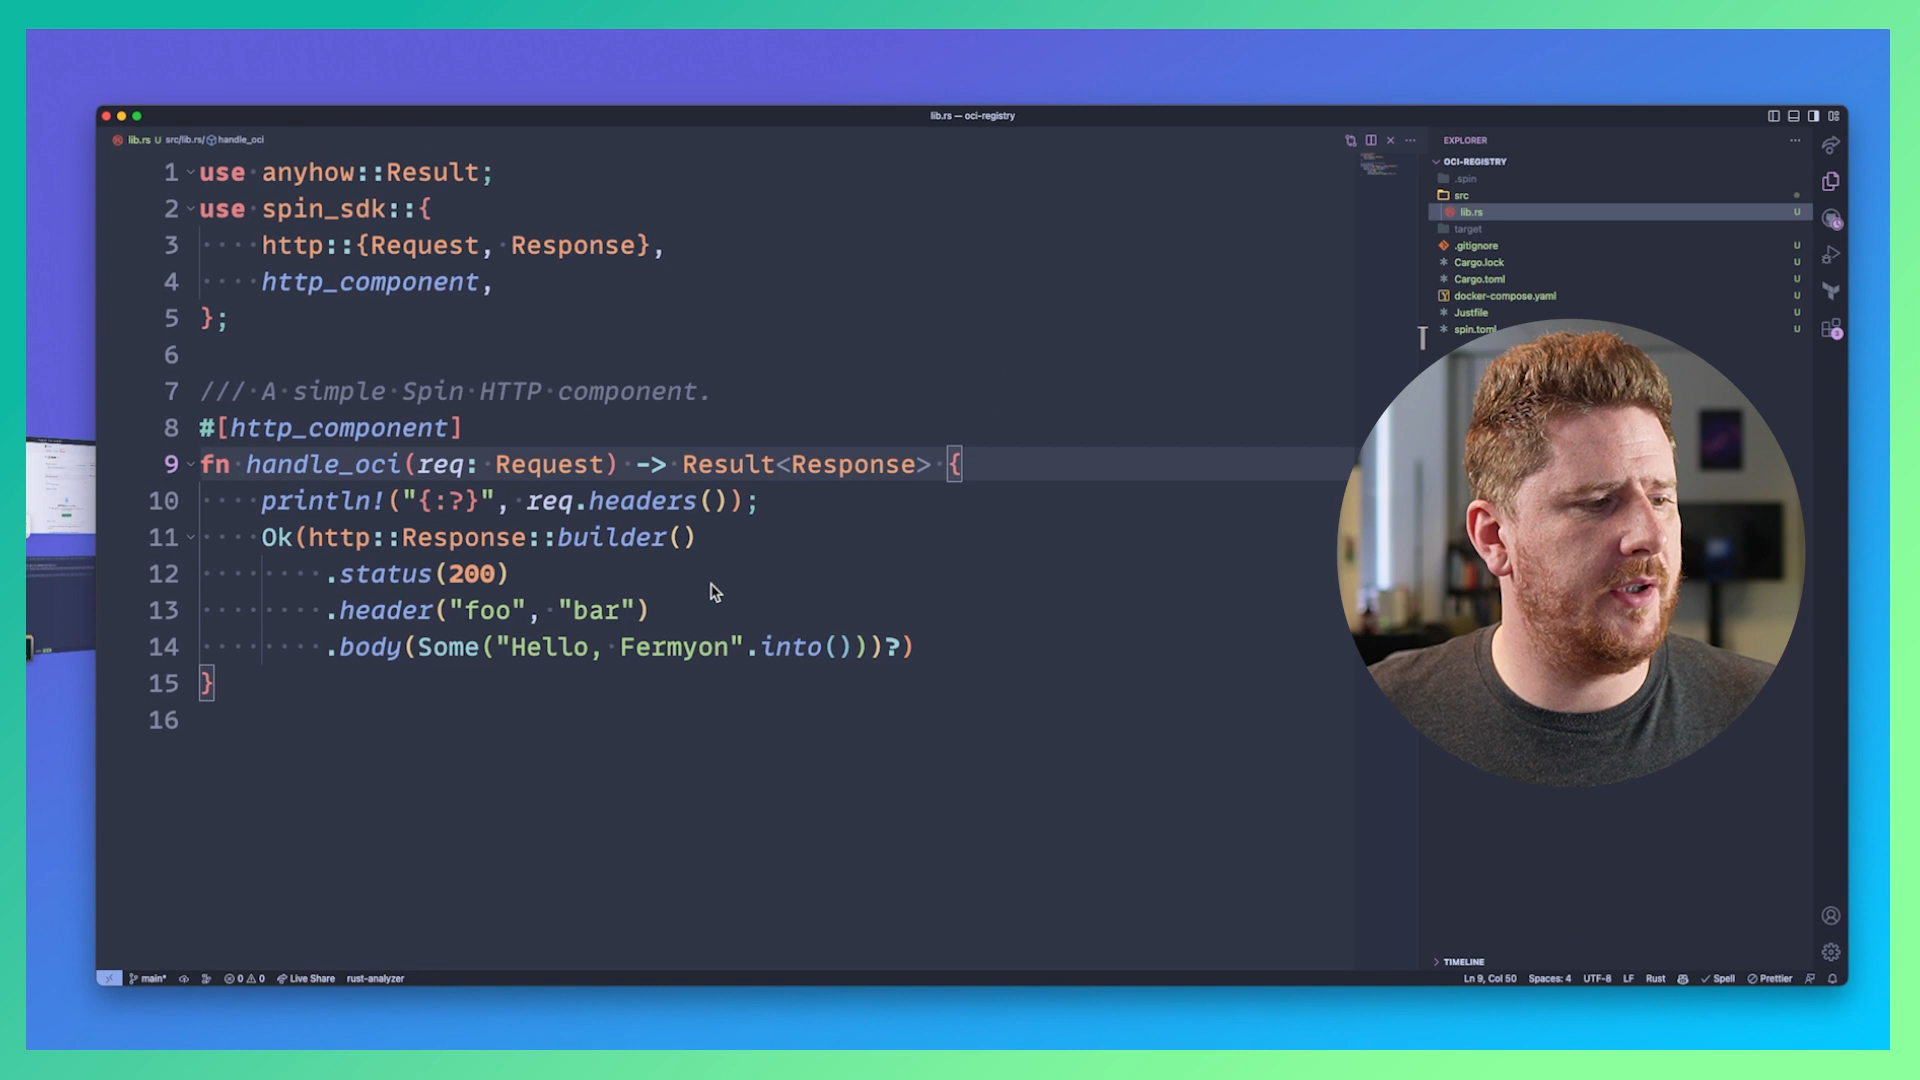 lib.rs — oci-registry
lib.rs U src/lib.rs/ handle_oci
1 use anyhow::Result;
2 use spin_sdk::{
3 http::{Request, Response},
4 http_component,
5 };
6
7 /// A simple Spin HTTP component.
8 #[http_component]
9 fn handle_oci(req: Request) -> Result<Response> {
10 println!("{:?}", req.headers());
11 Ok(http::Response::builder()
12 .status(200)
13 .header("foo", "bar")
14 .body(Some("Hello, Fermyon".into()))?)
15 }
16
EXPLORER
OCI-REGISTRY
.spin
src
lib.rs U
target
.gitignore U
Cargo.lock U
Cargo.toml U
docker-compose.yaml U
Justfile U
spin.toml U
T
3
TIMELINE
main* 0 0 Live Share rust-analyzer
Ln 9, Col 50 Spaces: 4 UTF-8 LF Rust Spell Prettier